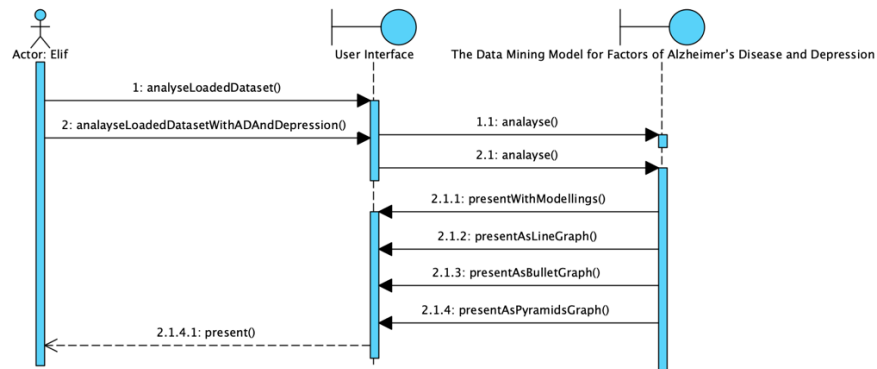 Actor: Elif
User Interface
The Data Mining Model for Factors of Alzheimer's Disease and Depression
1: analyseLoadedDataset()
2: analayseLoadedDatasetWithADAndDepression()
1.1: analayse()
2.1: analayse()
2.1.1: presentWithModellings()
2.1.2: presentAsLineGraph()
2.1.3: presentAsBulletGraph()
2.1.4: presentAsPyramidsGraph()
2.1.4.1: present()